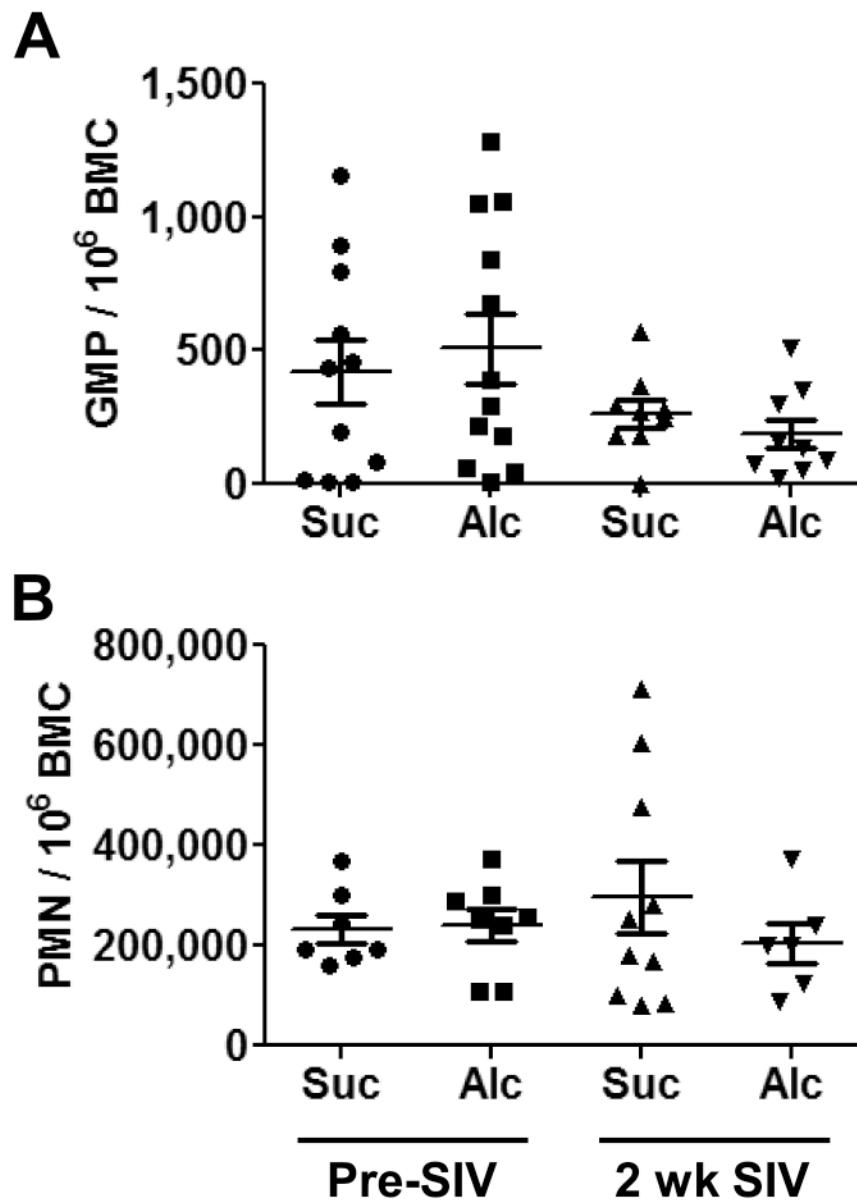 A
GMP / 10⁶ BMC
1,500
1,000
500
0
Suc Alc Suc Alc
B
PMN / 10⁶ BMC
800,000
600,000
400,000
200,000
0
Suc Alc Suc Alc
Pre-SIV 2 wk SIV